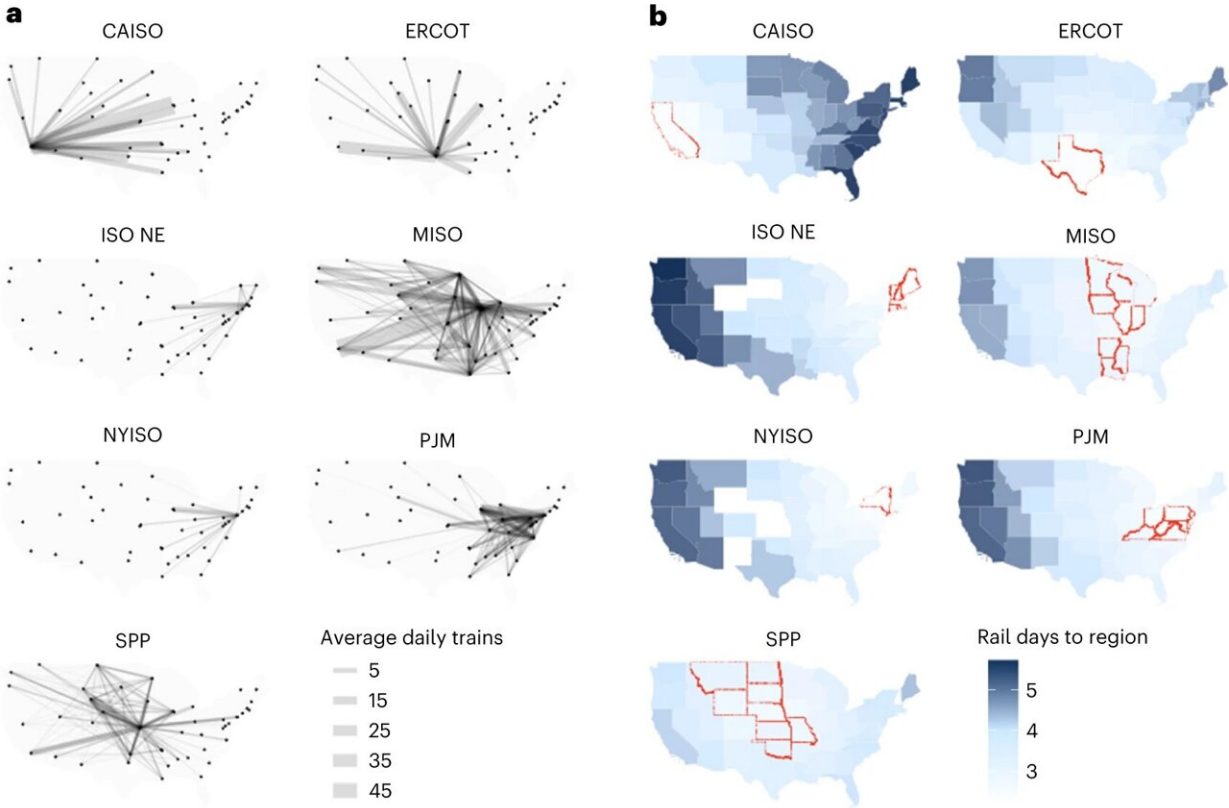 a
CAISO
ERCOT
ISO NE
MISO
NYISO
PJM
SPP
Average daily trains
5
15
25
35
45
b
CAISO
ERCOT
ISO NE
MISO
NYISO
PJM
SPP
Rail days to region
5
4
3